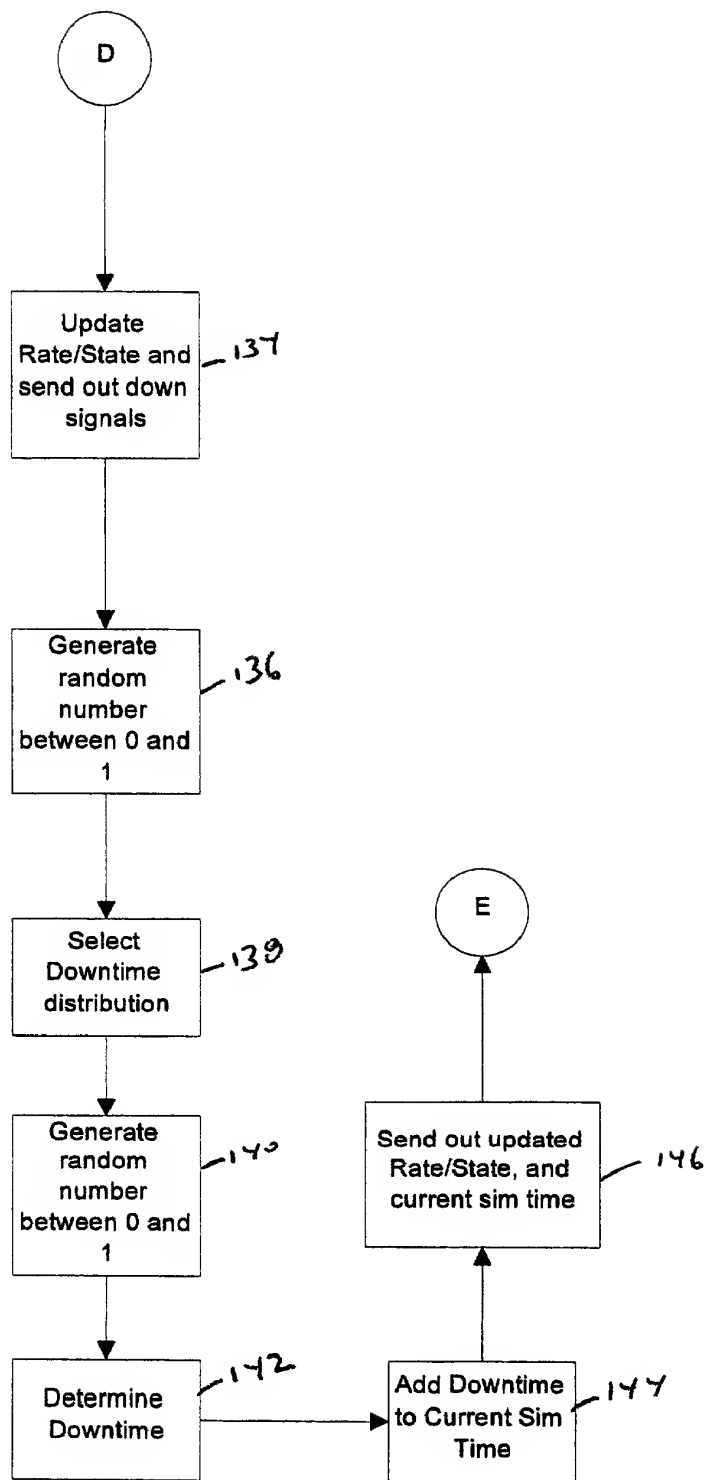 D
Update
Rate/State and
send out down
signals
134
Generate
random
number
between 0 and
1
136
Select
Downtime
distribution
138
Generate
random
number
between 0 and
1
140
Determine
Downtime
142
Add Downtime
to Current Sim
Time
144
Send out updated
Rate/State, and
current sim time
146
E